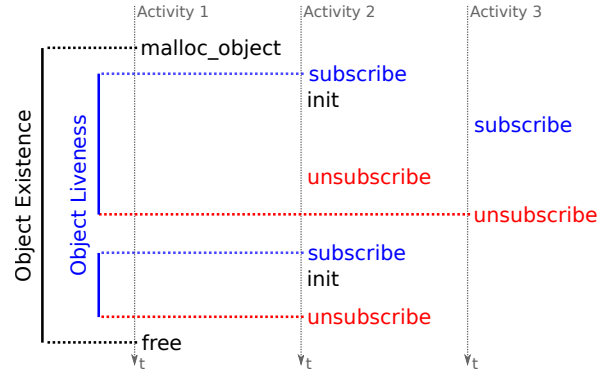 Activity 1
Activity 2
Activity 3
malloc_object
subscribe
init
subscribe
unsubscribe
unsubscribe
subscribe
init
unsubscribe
free
t
t
t
Object Existence
Object Liveness